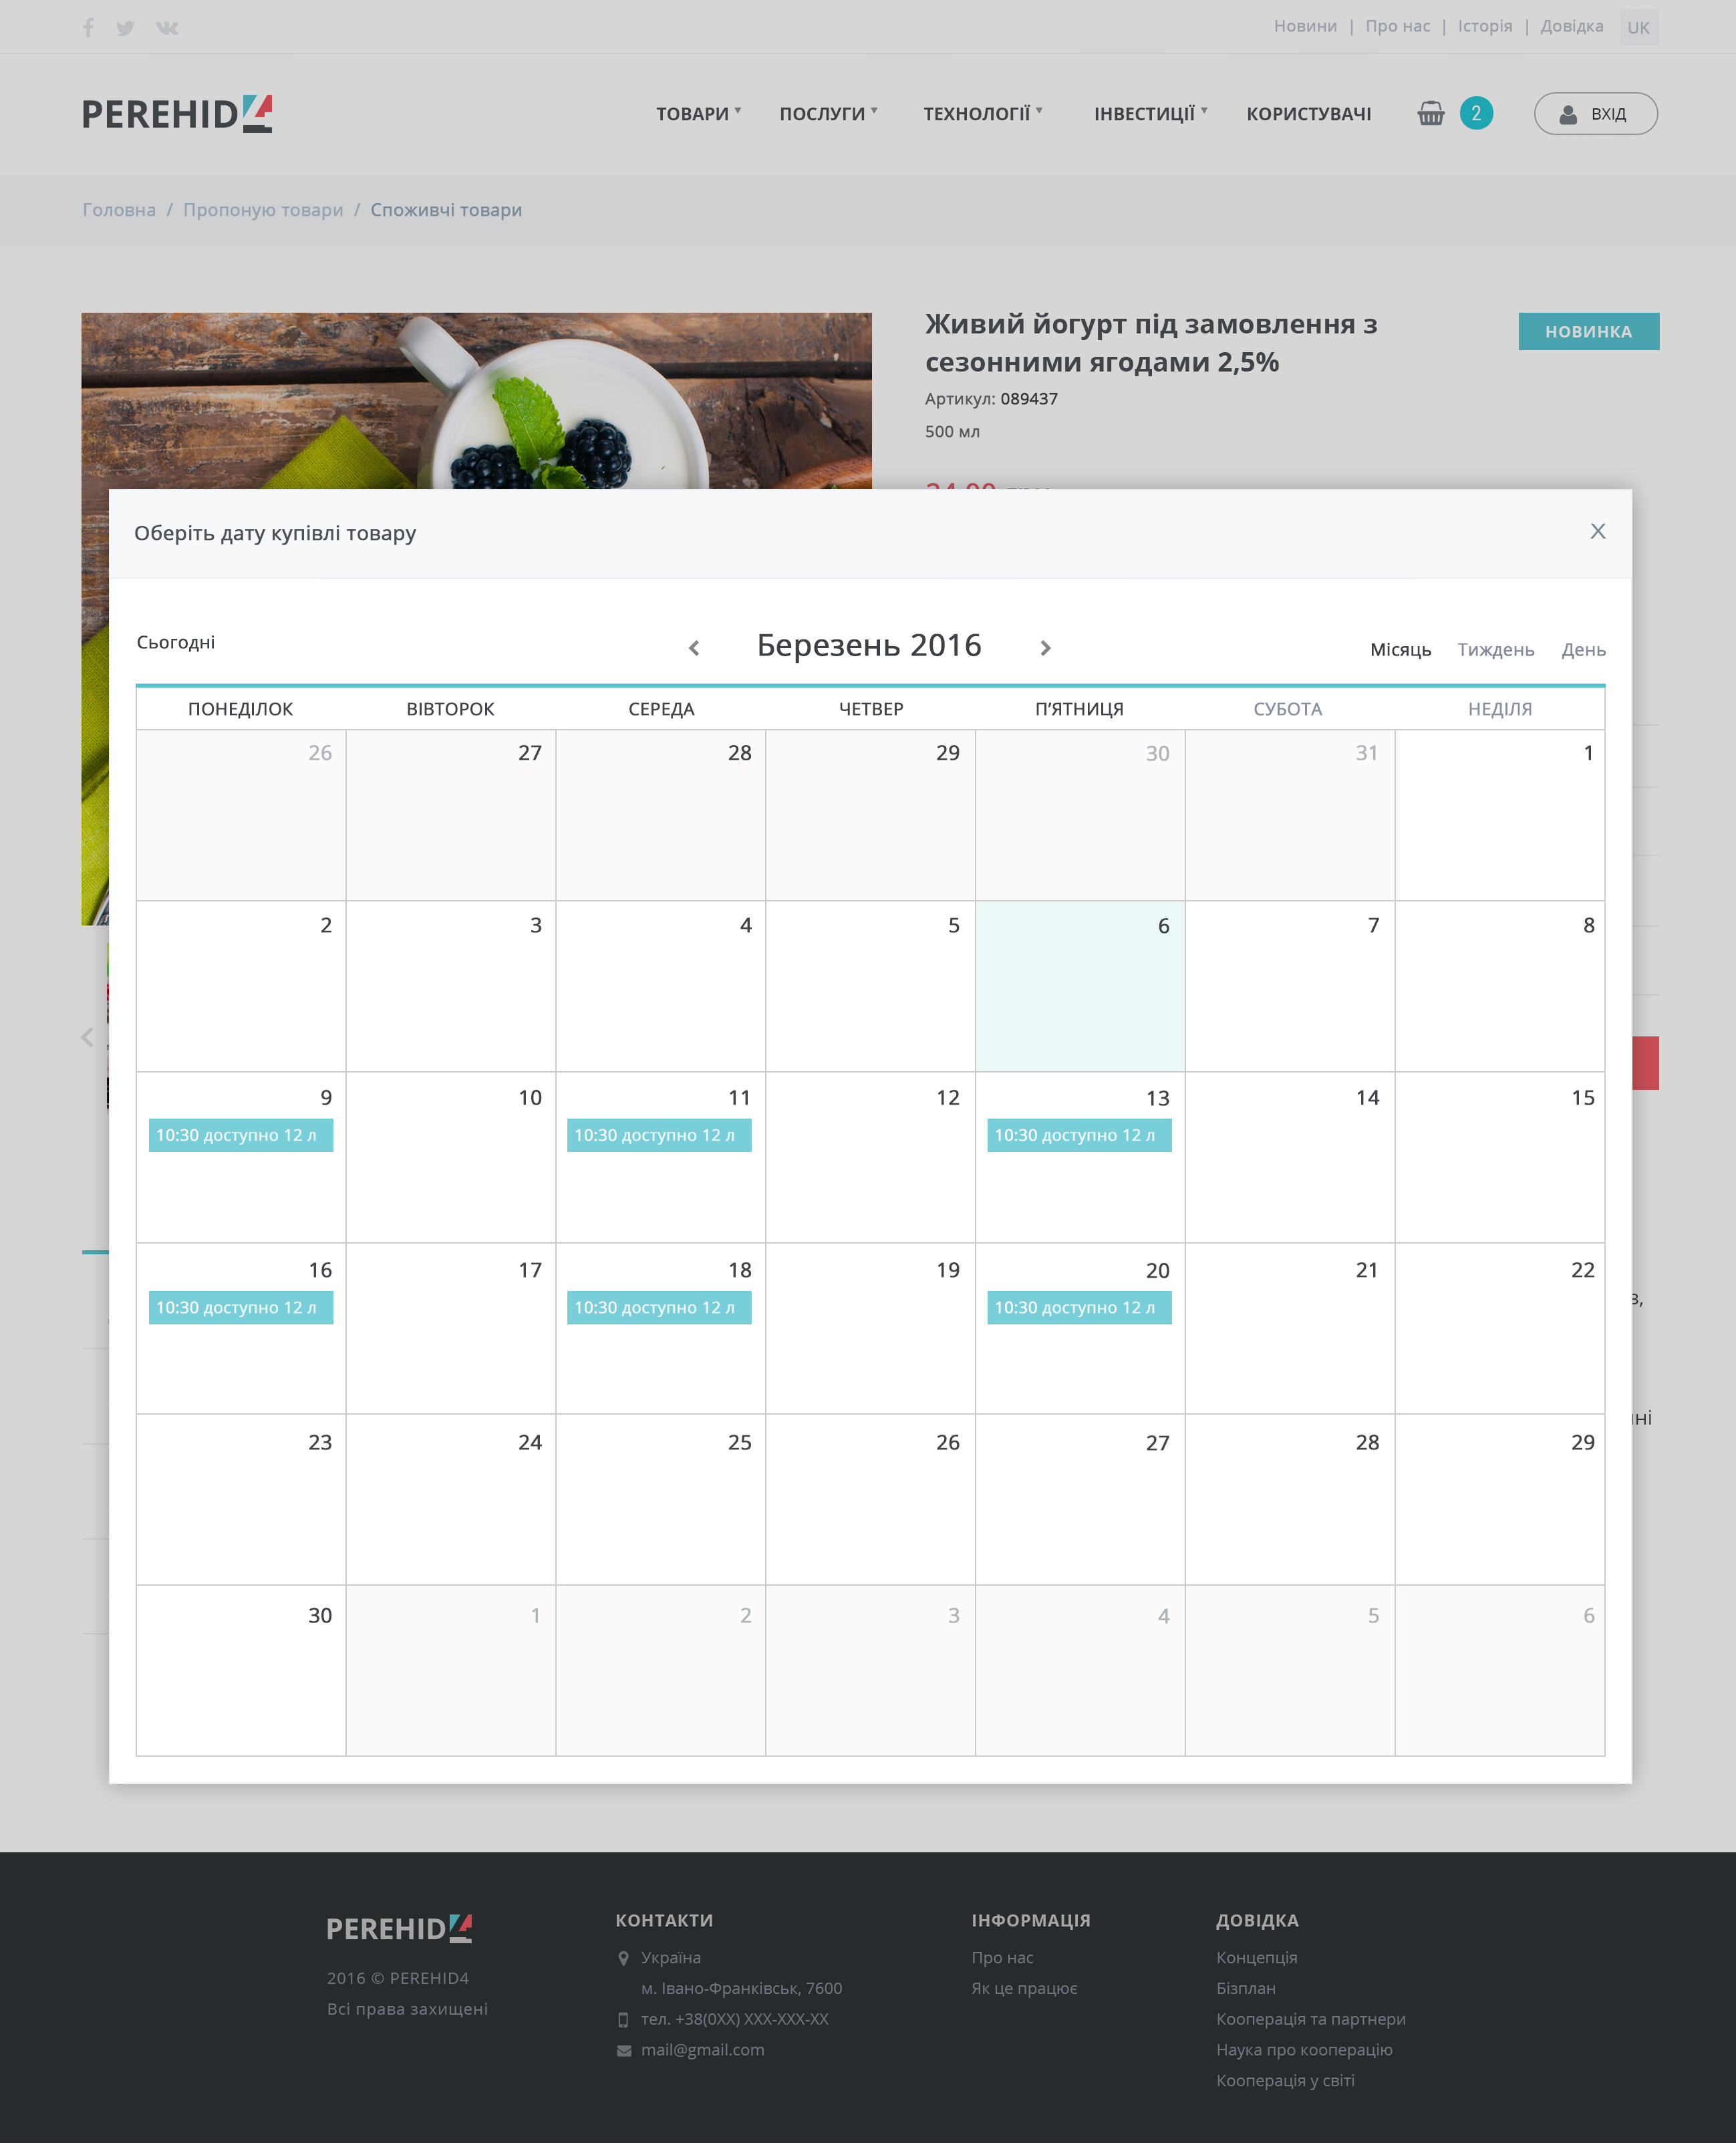 Новини | Про нас | Історія | Довідка UK
PEREHID4
ТОВАРИ ПОСЛУГИ ТЕХНОЛОГІЇ ІНВЕСТИЦІЇ КОРИСТУВАЧІ 2 ВХІД
Головна / Пропоную товари / Споживчі товари
Живий йогурт під замовлення з
сезонними ягодами 2,5%
НОВИНКА
Артикул: 089437
500 мл
Оберіть дату купівлі товару
X
Сьогодні
Березень 2016
Місяць Тиждень День
ПОНЕДІЛОК ВІВТОРОК СЕРЕДА ЧЕТВЕР П’ЯТНИЦЯ СУБОТА НЕДІЛЯ
26 27 28 29 30 31 1
2 3 4 5 6 7 8
9 10 11 12 13 14 15
10:30 доступно 12 л 10:30 доступно 12 л 10:30 доступно 12 л
16 17 18 19 20 21 22
10:30 доступно 12 л 10:30 доступно 12 л 10:30 доступно 12 л
23 24 25 26 27 28 29
30 1 2 3 4 5 6
PEREHID4
2016 © PEREHID4
Всі права захищені
КОНТАКТИ
Україна
м. Івано-Франківськ, 7600
тел. +38(0XX) XXX-XXX-XX
mail@gmail.com
ІНФОРМАЦІЯ
Про нас
Як це працює
ДОВІДКА
Концепція
Бізплан
Кооперація та партнери
Наука про кооперацію
Кооперація у світі